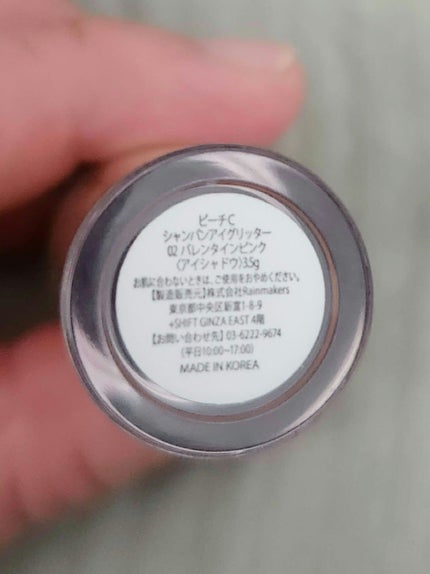 ピーチC
シャンパンアイグリッター
02 バレンタインピンク
〈アイシャドウ〉3.5g
お肌に合わないときは、ご使用をおやめください。
【製造販売元】株式会社Rainmakers
東京都中央区新富1-8-9
+SHIFT GINZA EAST 4階
【お問い合わせ先】03-6222-9674
(平日10:00~17:00)
MADE IN KOREA